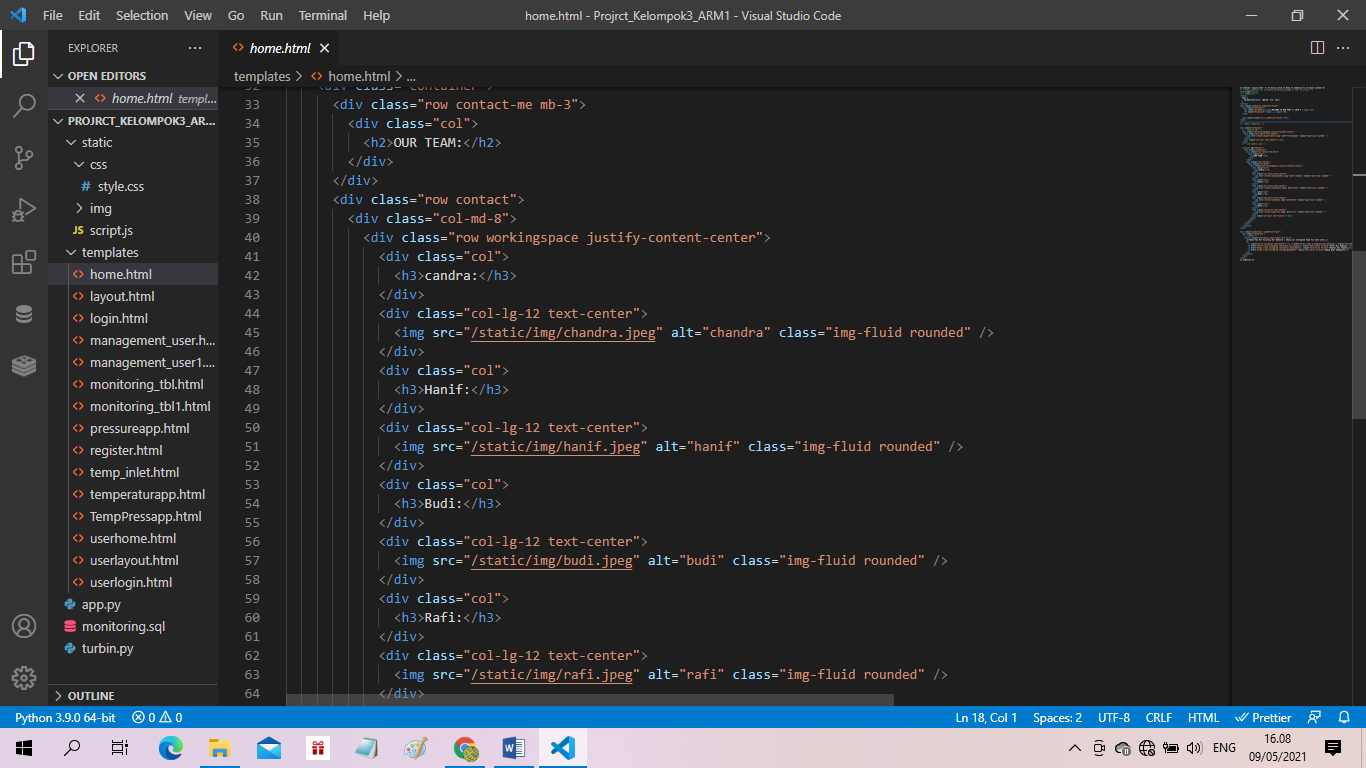 File Edit Selection View Go Run Terminal Help home.html - Projrct_Kelompok3_ARM1 - Visual Studio Code
EXPLORER ...
OPEN EDITORS
home.html templ...
PROJRCT_KELOMPOK3_AR...
static
css
# style.css
img
JS script.js
templates
home.html
layout.html
login.html
management_user.h...
management_user1....
monitoring_tbl.html
monitoring_tbl1.html
pressureapp.html
register.html
temp_inlet.html
temperaturapp.html
TempPressapp.html
userhome.html
userlayout.html
userlogin.html
app.py
monitoring.sql
turbin.py
OUTLINE
home.html
templates > home.html > ...
32 <div class="container">
33 <div class="row contact-me mb-3">
34 <div class="col">
35 <h2>OUR TEAM:</h2>
36 </div>
37 </div>
38 <div class="row contact">
39 <div class="col-md-8">
40 <div class="row workingspace justify-content-center">
41 <div class="col">
42 <h3>candra:</h3>
43 </div>
44 <div class="col-lg-12 text-center">
45 <img src="/static/img/chandra.jpeg" alt="chandra" class="img-fluid rounded" />
46 </div>
47 <div class="col">
48 <h3>Hanif:</h3>
49 </div>
50 <div class="col-lg-12 text-center">
51 <img src="/static/img/hanif.jpeg" alt="hanif" class="img-fluid rounded" />
52 </div>
53 <div class="col">
54 <h3>Budi:</h3>
55 </div>
56 <div class="col-lg-12 text-center">
57 <img src="/static/img/budi.jpeg" alt="budi" class="img-fluid rounded" />
58 </div>
59 <div class="col">
60 <h3>Rafi:</h3>
61 </div>
62 <div class="col-lg-12 text-center">
63 <img src="/static/img/rafi.jpeg" alt="rafi" class="img-fluid rounded" />
64 </div>
Python 3.9.0 64-bit 0 0 Ln 18, Col 1 Spaces: 2 UTF-8 CRLF HTML Prettier
ENG
16.08
09/05/2021